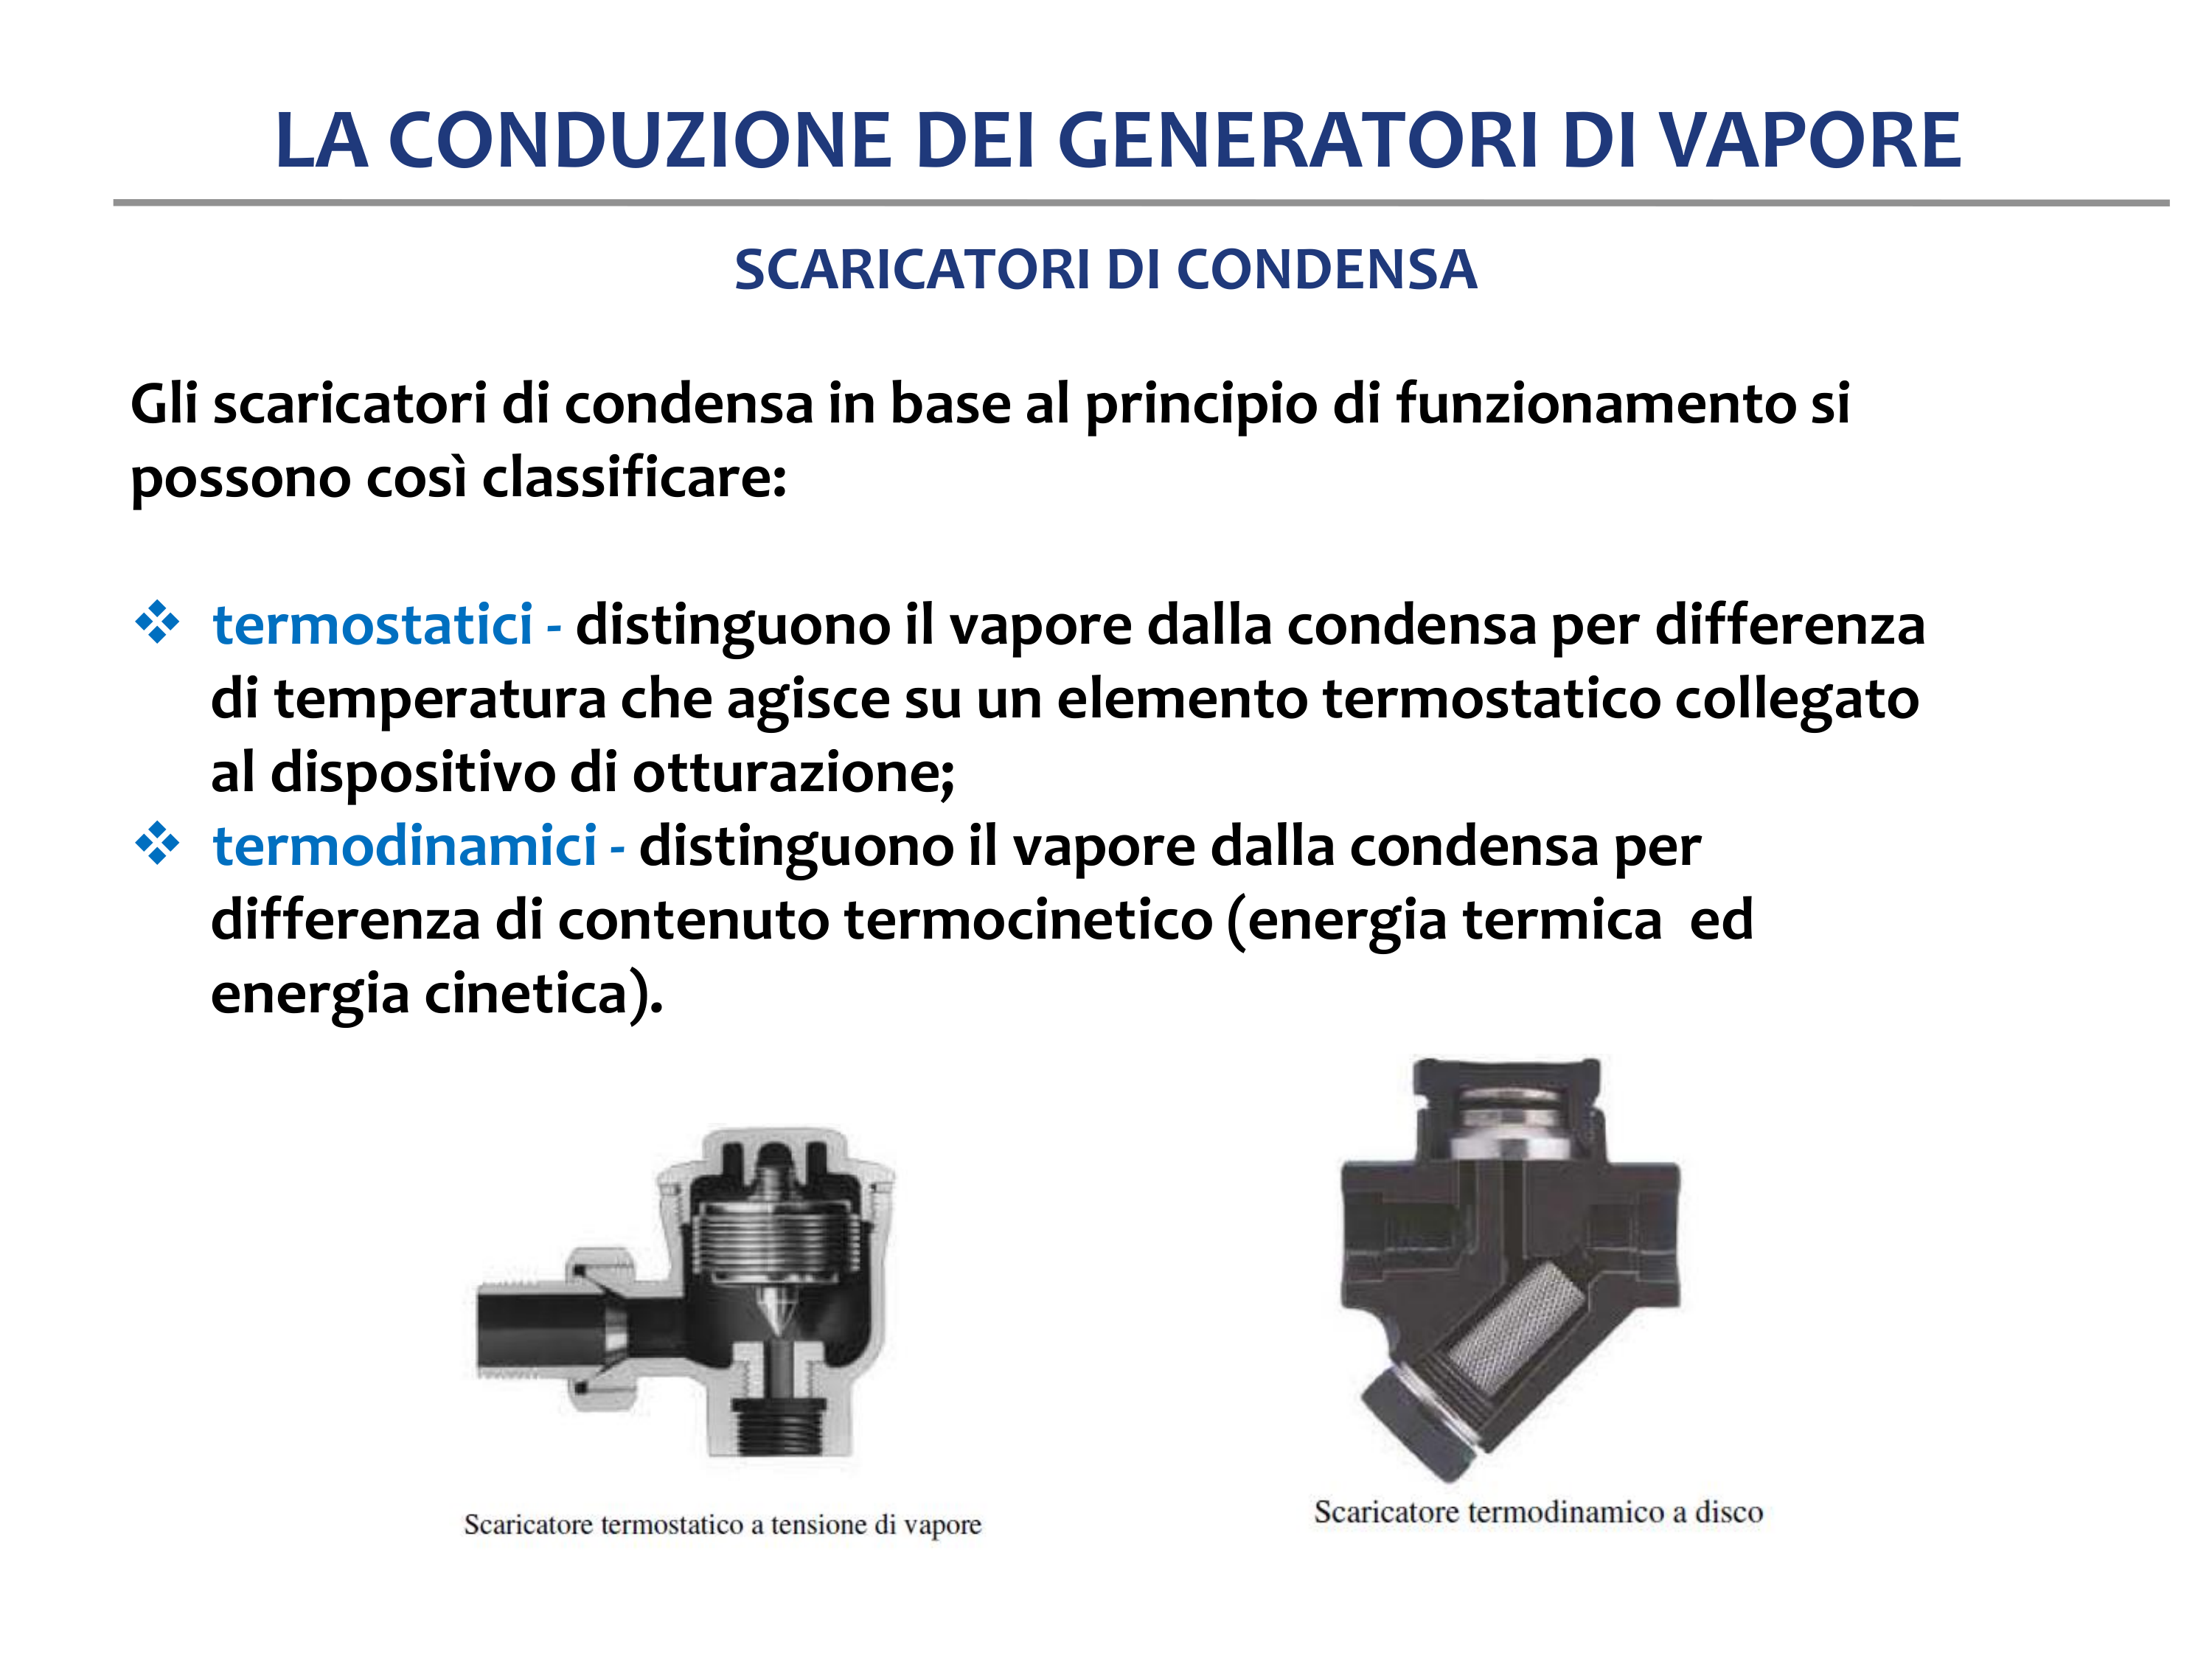 LA CONDUZIONE DEI GENERATORI DI VAPORE
SCARICATORI DI CONDENSA
Gli scaricatori di condensa in base al principio di funzionamento si
possono così classificare:
❖ termostatici - distinguono il vapore dalla condensa per differenza
di temperatura che agisce su un elemento termostatico collegato
al dispositivo di otturazione;
❖ termodinamici - distinguono il vapore dalla condensa per
differenza di contenuto termocinetico (energia termica  ed
energia cinetica).
Scaricatore termostatico a tensione di vapore
Scaricatore termodinamico a disco